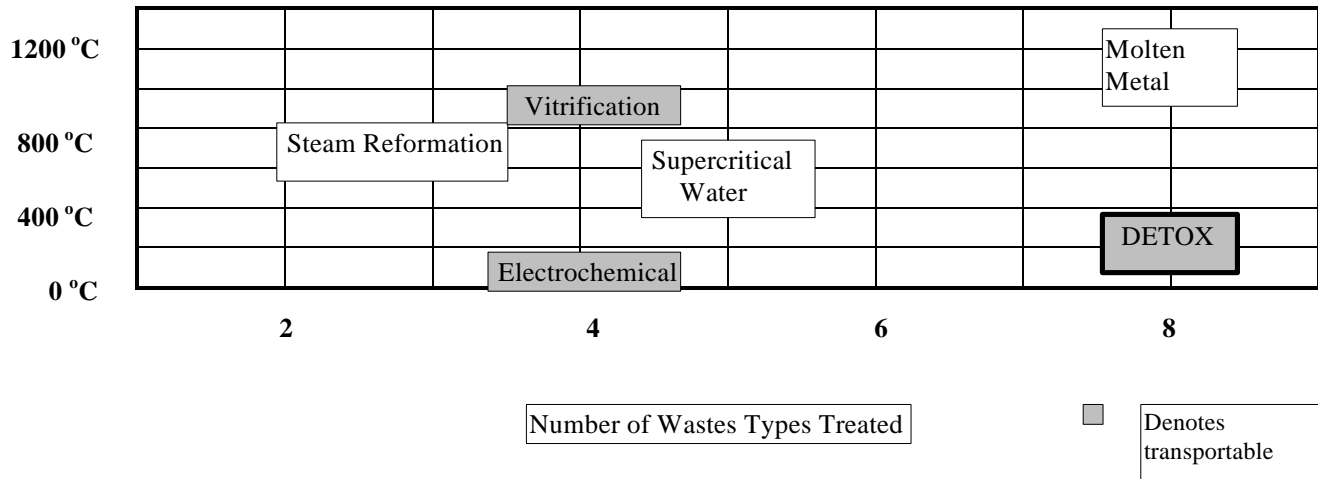 1200 °C
Molten
Metal
Vitrification
800 °C
Steam Reformation
Supercritical
Water
400 °C
DETOX
Electrochemical
0 °C
2 4 6 8
Number of Wastes Types Treated
Denotes
transportable